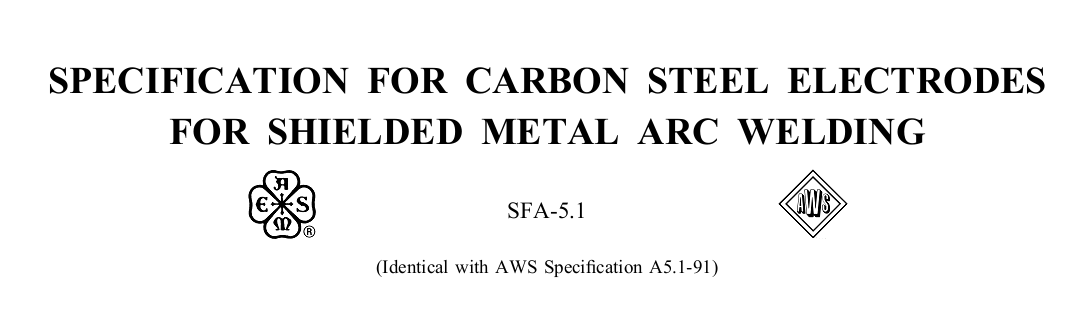 SPECIFICATION FOR CARBON STEEL ELECTRODES
FOR SHIELDED METAL ARC WELDING
A
E S
M
®
SFA-5.1
AWS
(Identical with AWS Specification A5.1-91)